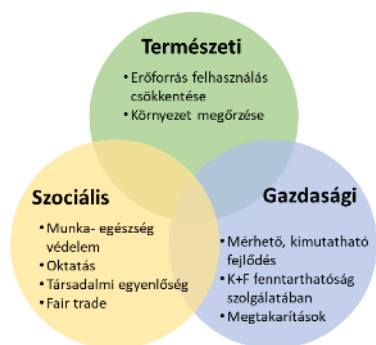 Természeti
• Erőforrás felhasználás
csökkentése
• Környezet megőrzése
Szociális
• Munka- egészség
védelem
• Oktatás
• Társadalmi egyenlőség
• Fair trade
Gazdasági
• Mérhető, kimutatható
fejlődés
• K+F fenntarthatóság
szolgálatában
• Megtakarítások